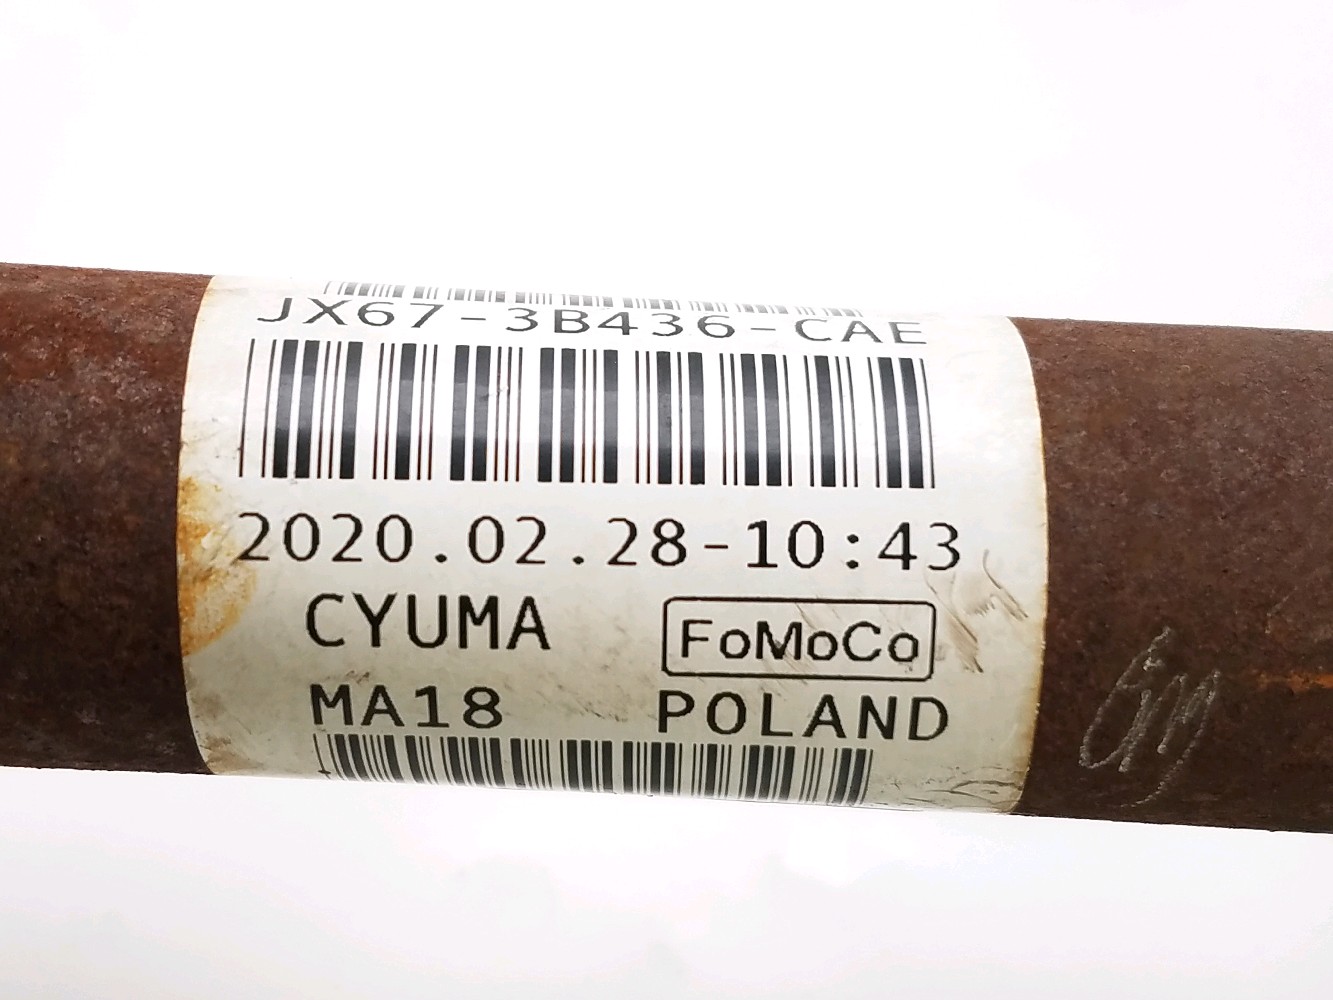 JX67-3B436-CAE
2020.02.28-10:43
CYUMA
FoMoCo
MA18 POLAND